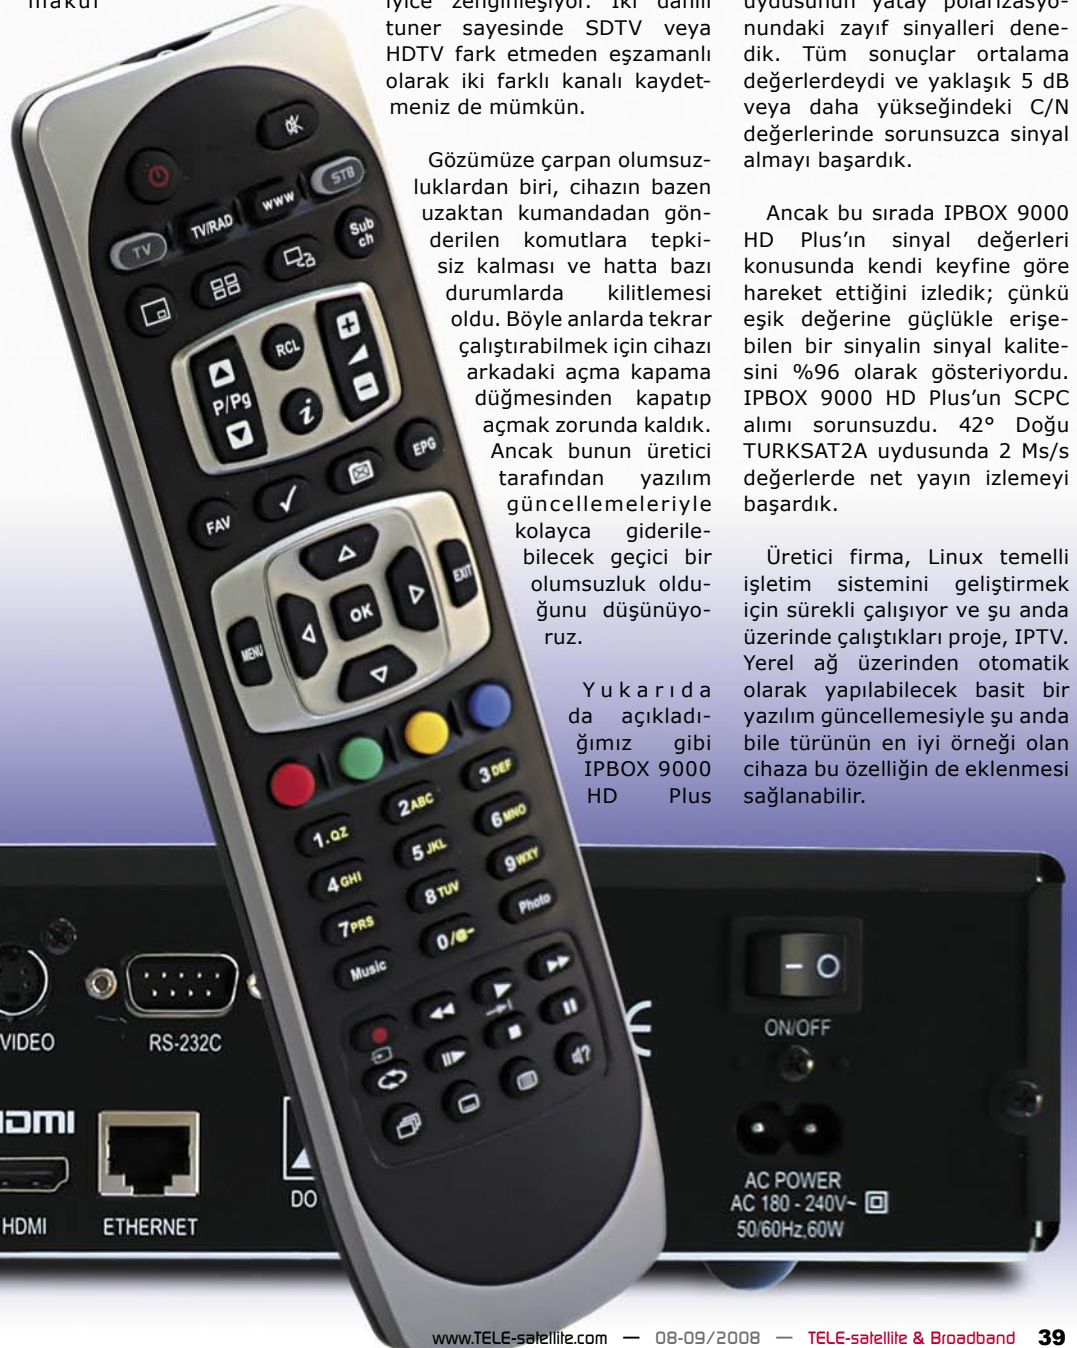 makul
iyice zenginleşiyor. İki dahili
tuner sayesinde SDTV veya
HDTV fark etmeden eşzamanlı
olarak iki farklı kanalı kaydet-
meniz de mümkün.
Gözümüze çarpan olumsuz-
luklardan biri, cihazın bazen
uzaktan kumandadan gön-
derilen komutlara tepki-
siz kalması ve hatta bazı
durumlarda kilitlemesi
oldu. Böyle anlarda tekrar
çalıştırabilmek için cihazı
arkadaki açma kapama
düğmesinden kapatıp
açmak zorunda kaldık.
Ancak bunun üretici
tarafından yazılım
güncellemeleriyle
kolayca giderile-
bilecek geçici bir
olumsuzluk oldu-
ğunu düşünüyo-
ruz.
Yukarıda
da açıkladı-
ğımız gibi
IPBOX 9000
HD Plus
uydusunun yatay polarizasyo-
nundaki zayıf sinyalleri dene-
dik. Tüm sonuçlar ortalama
değerlerdeydi ve yaklaşık 5 dB
veya daha yükseğindeki C/N
değerlerinde sorunsuzca sinyal
almayı başardık.
Ancak bu sırada IPBOX 9000
HD Plus’ın sinyal değerleri
konusunda kendi keyfine göre
hareket ettiğini izledik; çünkü
eşik değerine güçlükle erişe-
bilen bir sinyalin sinyal kalite-
sini %96 olarak gösteriyordu.
IPBOX 9000 HD Plus’un SCPC
alımı sorunsuzdu. 42° Doğu
TURKSAT2A uydusunda 2 Ms/s
değerlerde net yayın izlemeyi
başardık.
Üretici firma, Linux temelli
işletim sistemini geliştirmek
için sürekli çalışıyor ve şu anda
üzerinde çalıştıkları proje, IPTV.
Yerel ağ üzerinden otomatik
olarak yapılabilecek basit bir
yazılım güncellemesiyle şu anda
bile türünün en iyi örneği olan
cihaza bu özelliğin de eklenmesi
sağlanabilir.
TV TV/RAD www STB
Sub ch
P/Pg RCL + -
i
FAV ✓ EPG
MENU OK EXIT
1.QZ 2ABC 3DEF
4GHI 5JKL 6MNO
7PRS 8TUV 9WXY
Music 0/@~ Photo
VIDEO RS-232C
HDMI
HDMI ETHERNET DO
CE
ON/OFF
AC POWER
AC 180 - 240V~
50/60Hz,60W
www.TELE-satellite.com — 08-09/2008 — TELE-satellite & Broadband 39